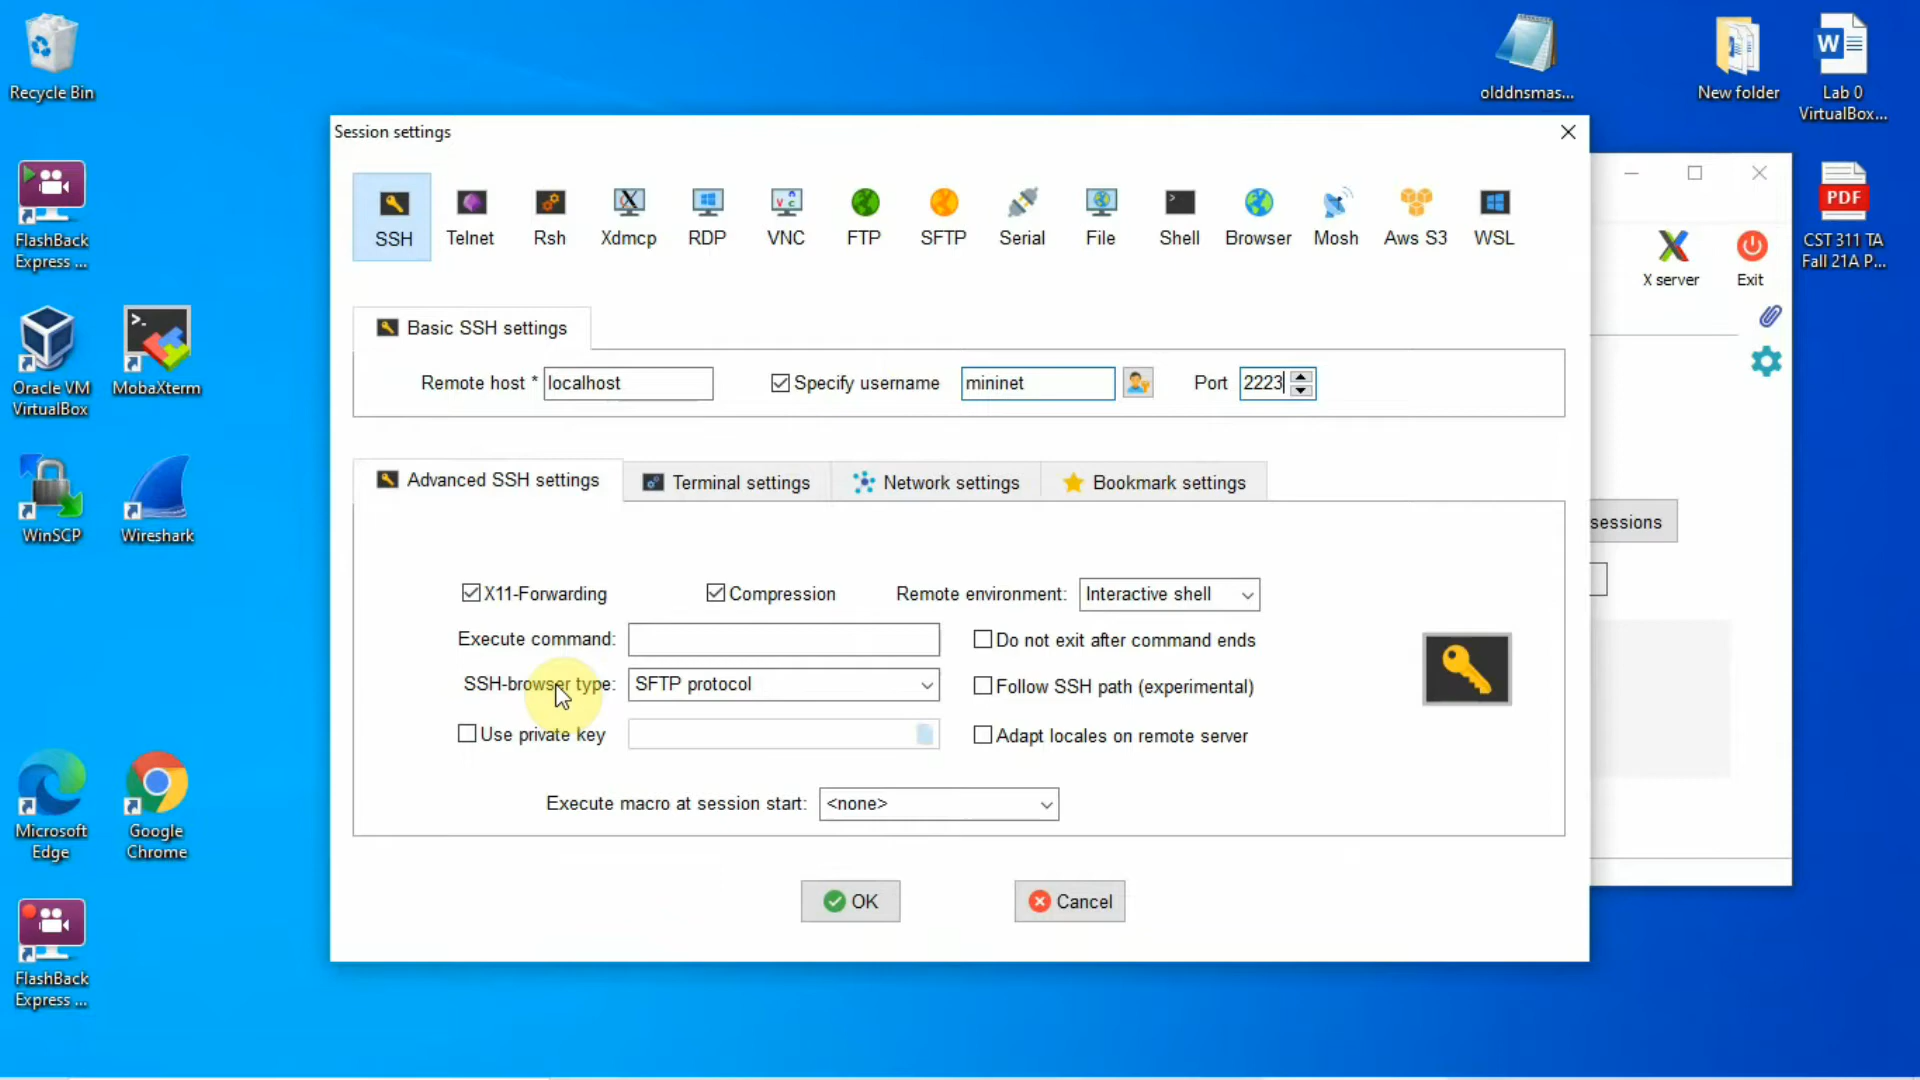 Recycle Bin
FlashBack
Express ...
Oracle VM
VirtualBox
MobaXterm
WinSCP
Wireshark
Microsoft
Edge
Google
Chrome
FlashBack
Express ...
olddnsmas...
New folder
Lab 0
VirtualBox...
PDF
CST 311 TA
Fall 21A P...
Session settings
SSH
Telnet
Rsh
Xdmcp
RDP
VNC
FTP
SFTP
Serial
File
Shell
Browser
Mosh
Aws S3
WSL
Basic SSH settings
Remote host * localhost
Specify username mininet
Port 2223
Advanced SSH settings
Terminal settings
Network settings
Bookmark settings
X11-Forwarding
Compression
Remote environment: Interactive shell
Execute command:
Do not exit after command ends
SSH-browser type: SFTP protocol
Follow SSH path (experimental)
Use private key
Adapt locales on remote server
Execute macro at session start: <none>
OK
Cancel
X server
Exit
sessions